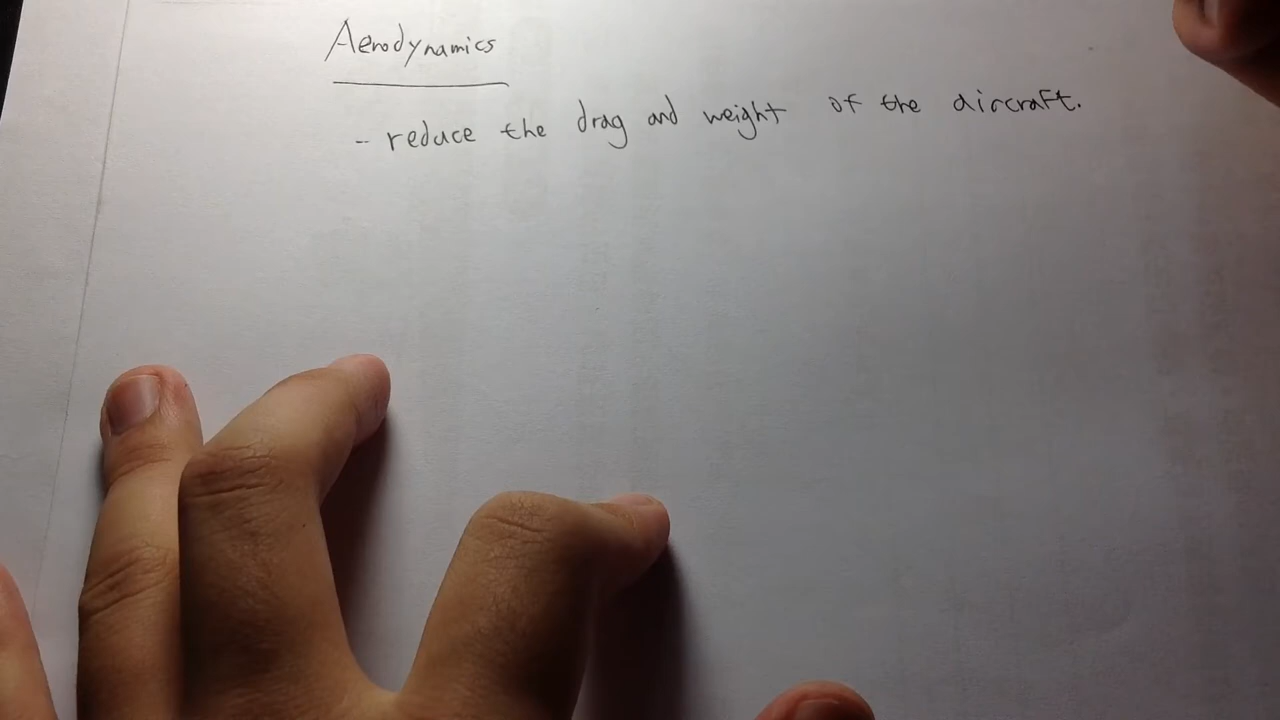 Aerodynamics
- reduce the drag and weight of the aircraft.